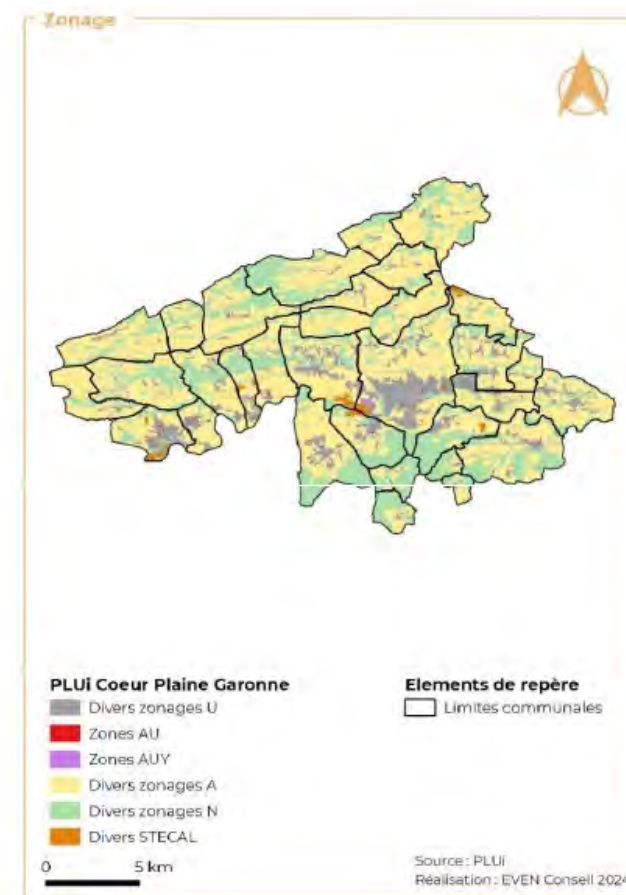 Zonage
PLUi Coeur Plaine Garonne
Divers zonages U
Zones AU
Zones AUY
Divers zonages A
Divers zonages N
Divers STECAL
0 5 km
Elements de repère
Limites communales
Source : PLUi
Réalisation : EVEN Conseil 2024